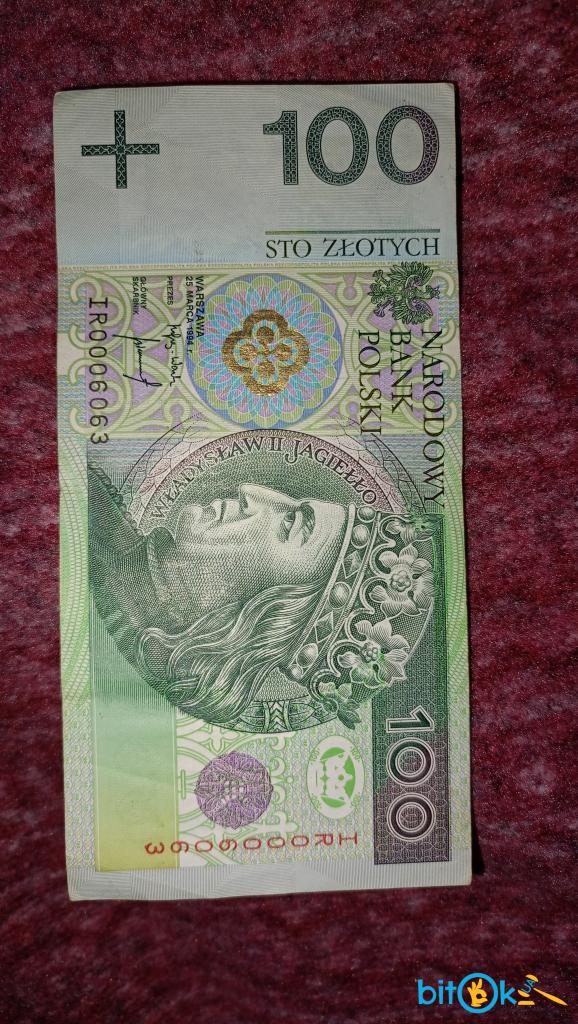 100
STO ZŁOTYCH
NARODOWY
BANK
POLSKI
WARSZAWA
25 MARCA 1994 r.
PREZES
GŁÓWNY
SKARBNIK
IR0006063
WŁADYSŁAW II JAGIEŁŁO
100
IR0006063
bitOk
UA